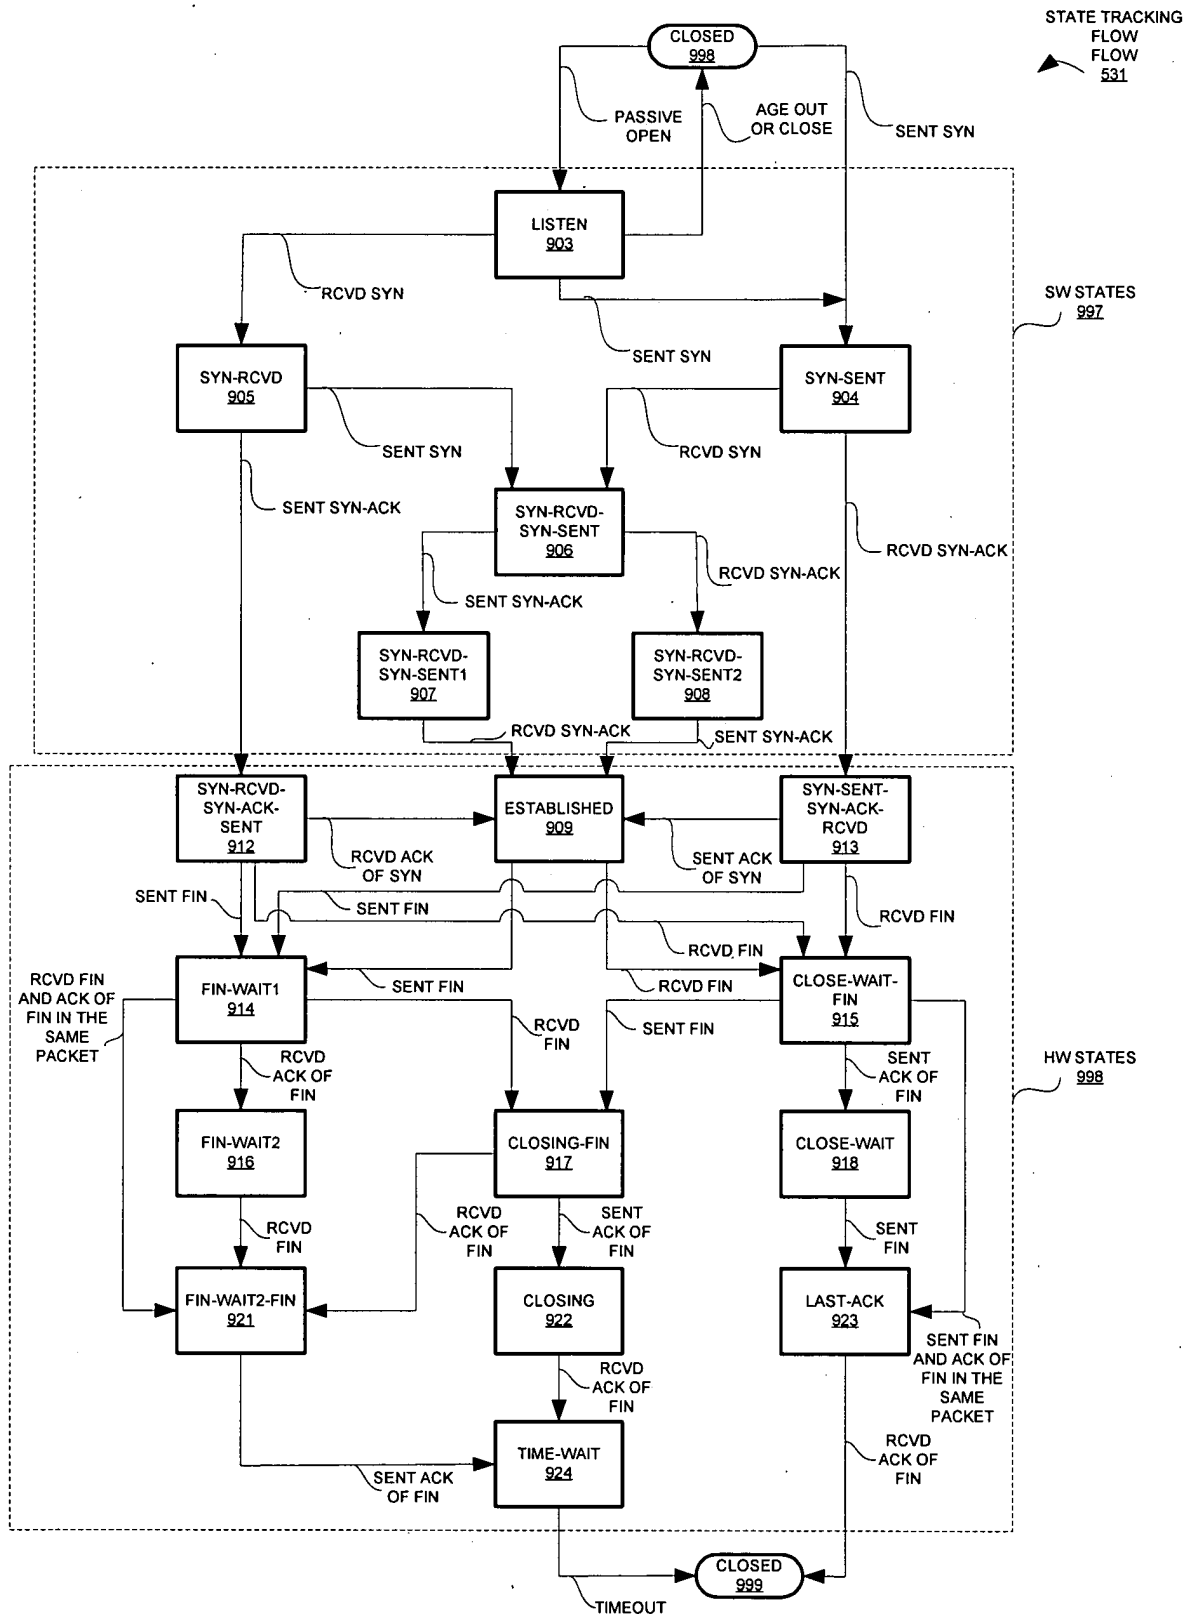 STATE TRACKING
FLOW
FLOW
531
CLOSED
998
PASSIVE
OPEN
AGE OUT
OR CLOSE
SENT SYN
LISTEN
903
RCVD SYN
SENT SYN
SW STATES
997
SYN-RCVD
905
SYN-SENT
904
SENT SYN
RCVD SYN
SENT SYN-ACK
SYN-RCVD-
SYN-SENT
906
RCVD SYN-ACK
RCVD SYN-ACK
SENT SYN-ACK
SYN-RCVD-
SYN-SENT1
907
SYN-RCVD-
SYN-SENT2
908
RCVD SYN-ACK
SENT SYN-ACK
SYN-RCVD-
SYN-ACK-
SENT
912
ESTABLISHED
909
SYN-SENT-
SYN-ACK-
RCVD
913
RCVD ACK
OF SYN
SENT ACK
OF SYN
SENT FIN
SENT FIN
RCVD FIN
RCVD FIN
RCVD FIN
AND ACK OF
FIN IN THE
SAME
PACKET
FIN-WAIT1
914
SENT FIN
RCVD FIN
CLOSE-WAIT-
FIN
915
RCVD
FIN
SENT FIN
RCVD
ACK OF
FIN
SENT
ACK OF
FIN
HW STATES
998
FIN-WAIT2
916
CLOSING-FIN
917
CLOSE-WAIT
918
RCVD
FIN
RCVD
ACK OF
FIN
SENT
ACK OF
FIN
SENT
FIN
FIN-WAIT2-FIN
921
CLOSING
922
LAST-ACK
923
SENT FIN
AND ACK OF
FIN IN THE
SAME
PACKET
RCVD
ACK OF
FIN
TIME-WAIT
924
RCVD
ACK OF
FIN
SENT ACK
OF FIN
CLOSED
999
TIMEOUT